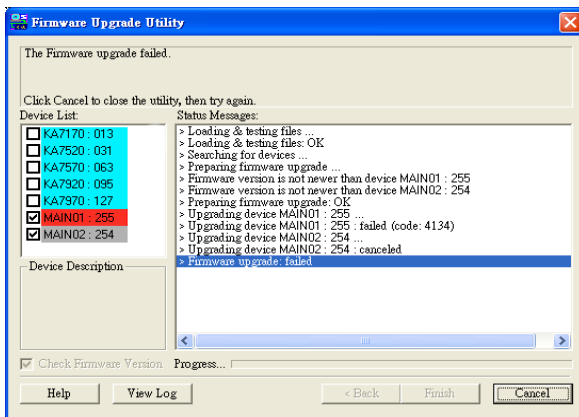 Firmware Upgrade Utility
The Firmware upgrade failed.
Click Cancel to close the utility, then try again.
Device List:
KA7170 : 013
KA7520 : 031
KA7570 : 063
KA7920 : 095
KA7970 : 127
MAIN01 : 255
MAIN02 : 254
Device Description
Status Messages:
> Loading & testing files ...
> Loading & testing files: OK
> Searching for devices ...
> Preparing firmware upgrade ...
> Firmware version is not newer than device MAIN01 : 255
> Firmware version is not newer than device MAIN02 : 254
> Preparing firmware upgrade: OK
> Upgrading device MAIN01 : 255 ...
> Upgrading device MAIN01 : 255 : failed (code: 4134)
> Upgrading device MAIN02 : 254 ...
> Upgrading device MAIN02 : 254 : canceled
> Firmware upgrade: failed
Check Firmware Version Progress...
Help View Log < Back Finish Cancel